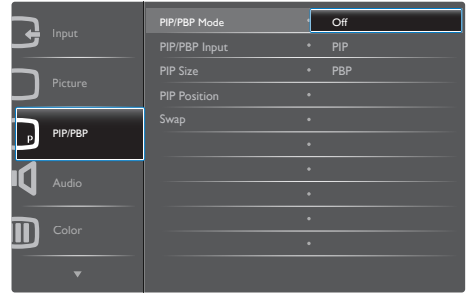 Input
Picture
P
PIP/PBP
Audio
Color
PIP/PBP Mode • Off
PIP/PBP Input • PIP
PIP Size • PBP
PIP Position •
Swap •
•
•
•
•
•